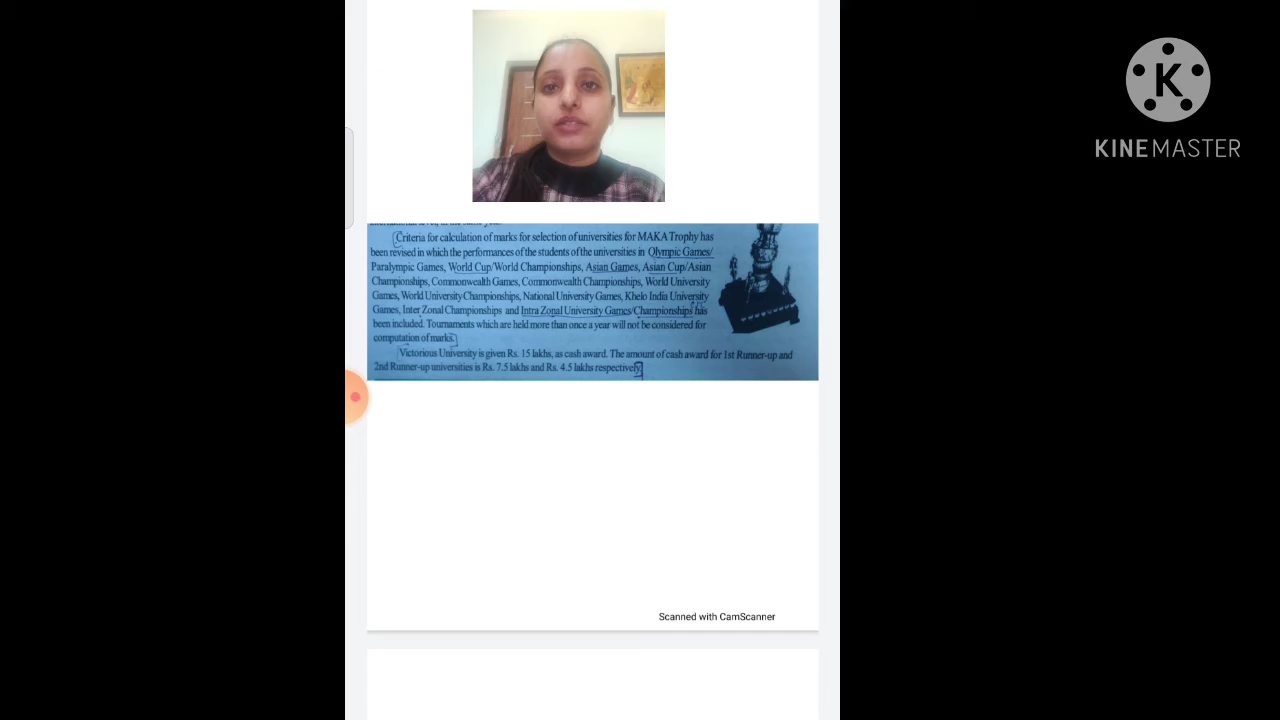 KINEMASTER
Criteria for calculation of marks for selection of universities for MAKA Trophy has
been revised in which the performances of the students of the universities in Olympic Games/
Paralympic Games, World Cup/World Championships, Asian Games, Asian Cup/Asian
Championships, Commonwealth Games, Commonwealth Championships, World University
Games, World University Championships, National University Games, Khelo India University
Games, Inter Zonal Championships and Intra Zonal University Games/Championships has
been included. Tournaments which are held more than once a year will not be considered for
computation of marks.
Victorious University is given Rs. 15 lakhs, as cash award. The amount of cash award for 1st Runner-up and
2nd Runner-up universities is Rs. 7.5 lakhs and Rs. 4.5 lakhs respectively.
Scanned with CamScanner